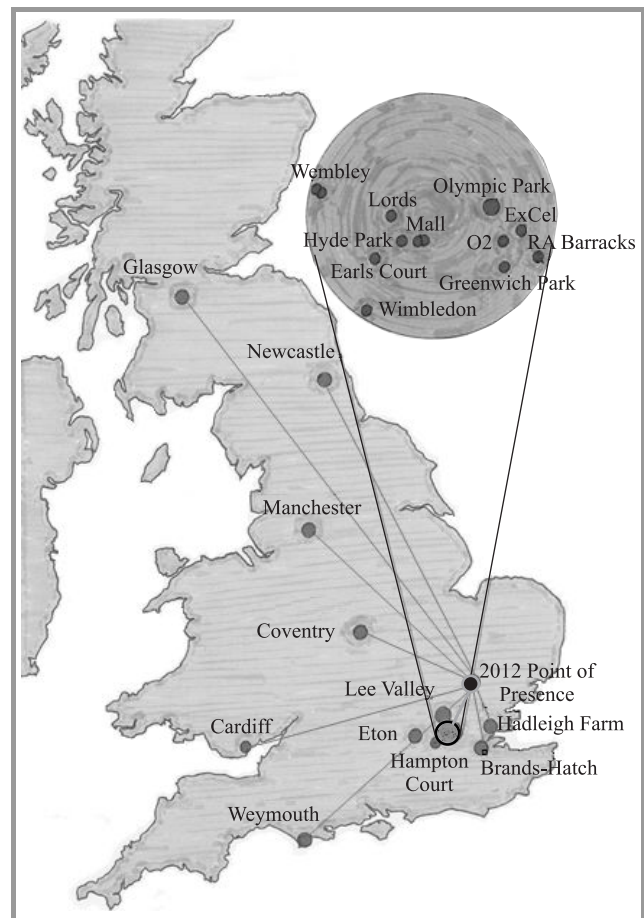 Wembley
Lords
Olympic Park
Mall
ExCel
Hyde Park
O2
RA Barracks
Earls Court
Greenwich Park
Glasgow
Wimbledon
Newcastle
Manchester
Coventry
2012 Point of
Presence
Lee Valley
Hadleigh Farm
Cardiff
Eton
Hampton
Court
Brands-Hatch
Weymouth